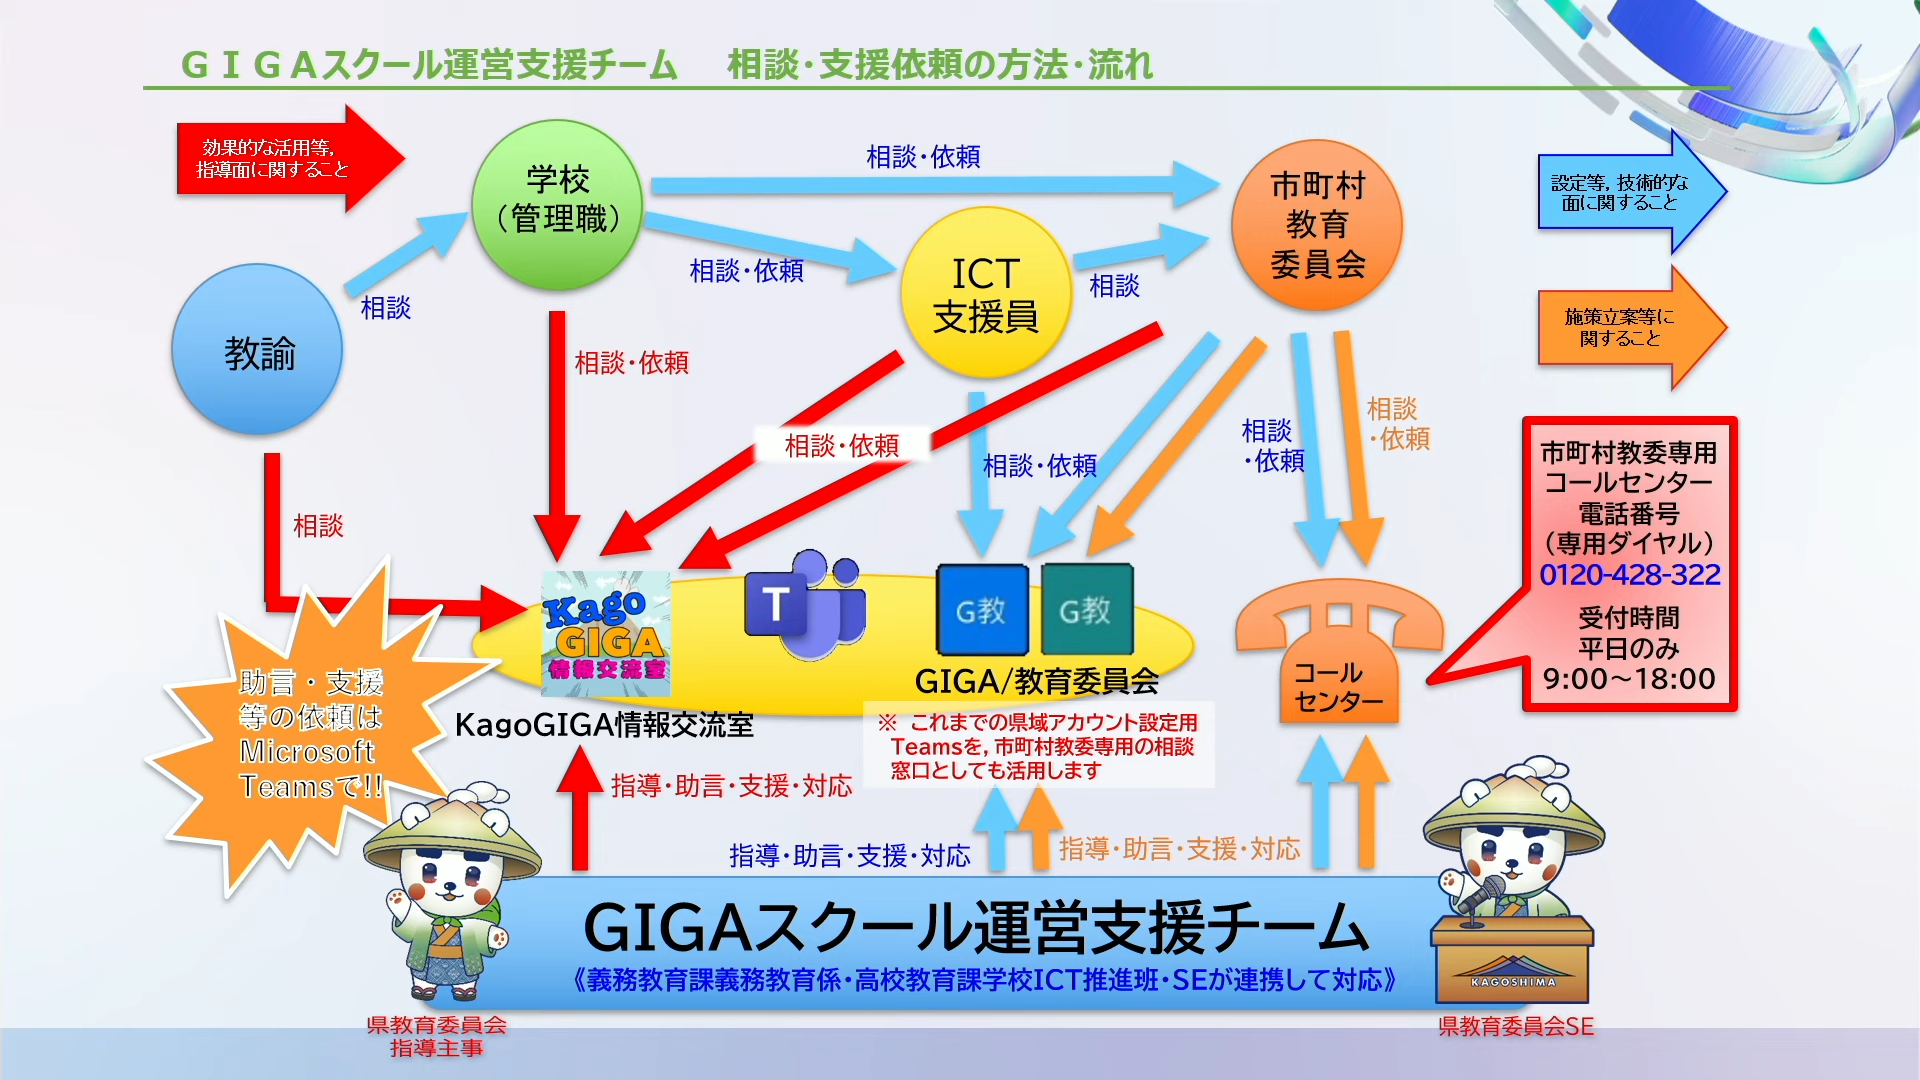 ＧＩＧＡスクール運営支援チーム　相談・支援依頼の方法・流れ
効果的な活用等，
指導面に関すること
学校
（管理職）
相談・依頼
市町村
教育
委員会
設定等，技術的な
面に関すること
相談・依頼
ICT
支援員
相談
相談
教諭
施策立案等に
関すること
相談・依頼
相談・依頼
相談・依頼
相談
・依頼
相談
・依頼
相談
市町村教委専用
コールセンター
電話番号
（専用ダイヤル）
0120-428-322
受付時間
平日のみ
9:00～18:00
Kago
GIGA
情報交流室
T
G教
G教
GIGA/教育委員会
コール
センター
助言・支援
等の依頼は
Microsoft
Teamsで!!
KagoGIGA情報交流室
※　これまでの県域アカウント設定用
Teamsを，市町村教委専用の相談
窓口としても活用します
指導・助言・支援・対応
指導・助言・支援・対応
指導・助言・支援・対応
GIGAスクール運営支援チーム
《義務教育課義務教育係・高校教育課学校ICT推進班・SEが連携して対応》
KAGOSHIMA
県教育委員会
指導主事
県教育委員会SE